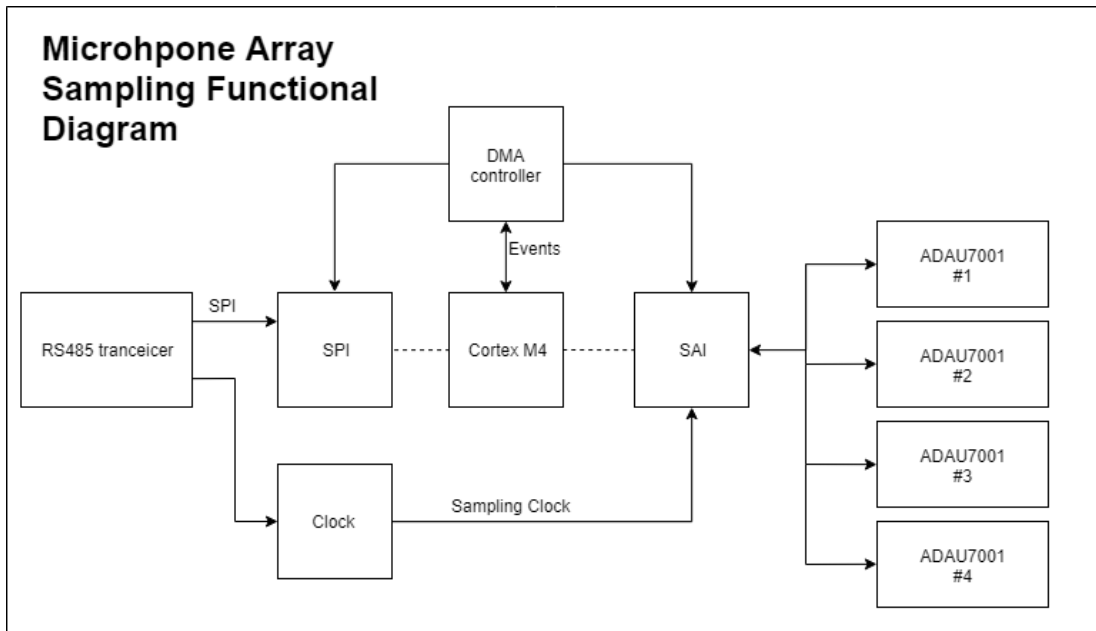 Microhpone Array
Sampling Functional
Diagram
DMA
controller
Events
SPI
RS485 tranceicer
SPI
Cortex M4
SAI
Clock
Sampling Clock
ADAU7001
#1
ADAU7001
#2
ADAU7001
#3
ADAU7001
#4